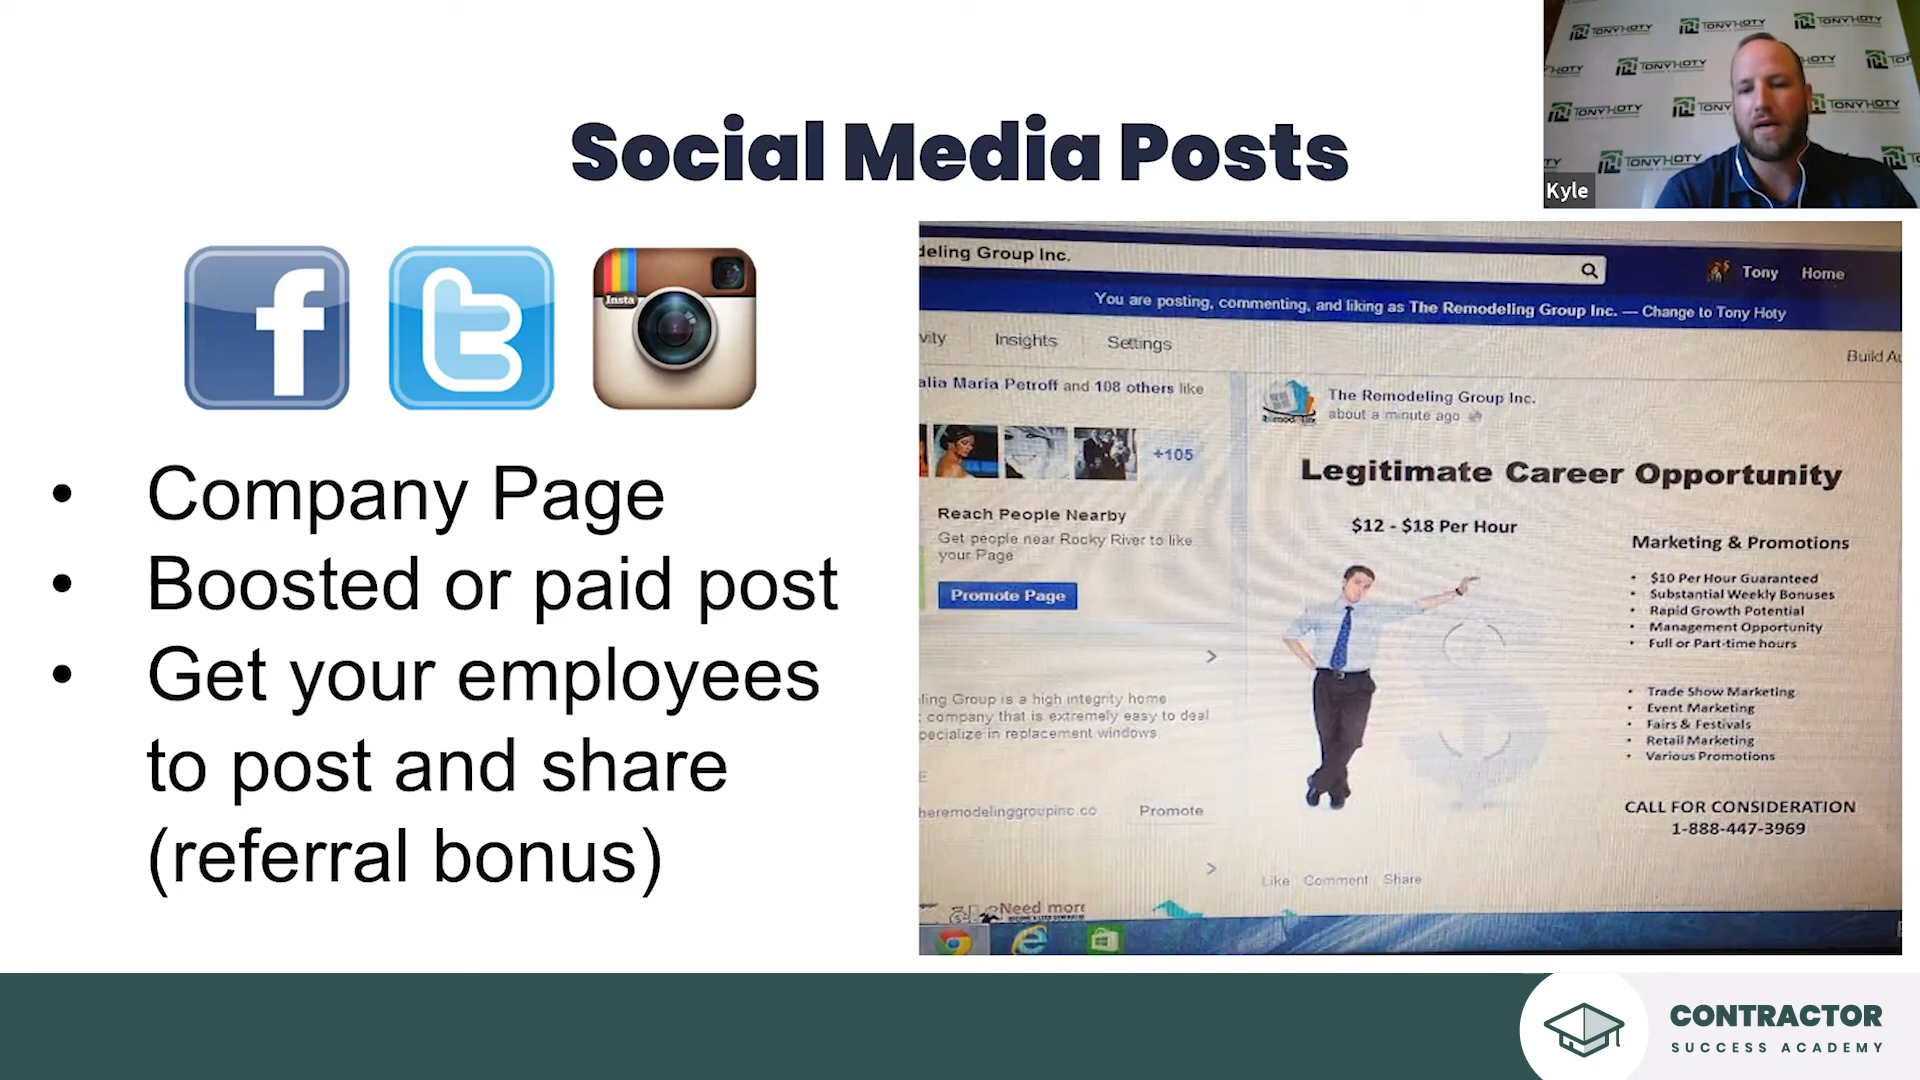 Social Media Posts
Kyle
TONY HOTY
Insta
Company Page
Boosted or paid post
Get your employees
to post and share
(referral bonus)
deling Group Inc.
Tony Home
You are posting, commenting, and liking as The Remodeling Group Inc. — Change to Tony Hoty
vity Insights Settings
Build Au
alia Maria Petroff and 108 others like
+105
Reach People Nearby
Get people near Rocky River to like
your Page
Promote Page
ling Group is a high integrity home
company that is extremely easy to deal
pecialize in replacement windows.
heremodelinggroupinc.co Promote
Need more
The Remodeling Group Inc.
about a minute ago
Legitimate Career Opportunity
$12 - $18 Per Hour
Marketing & Promotions
$10 Per Hour Guaranteed
Substantial Weekly Bonuses
Rapid Growth Potential
Management Opportunity
Full or Part-time hours
Trade Show Marketing
Event Marketing
Fairs & Festivals
Retail Marketing
Various Promotions
CALL FOR CONSIDERATION
1-888-447-3969
Like Comment Share
CONTRACTOR
SUCCESS ACADEMY